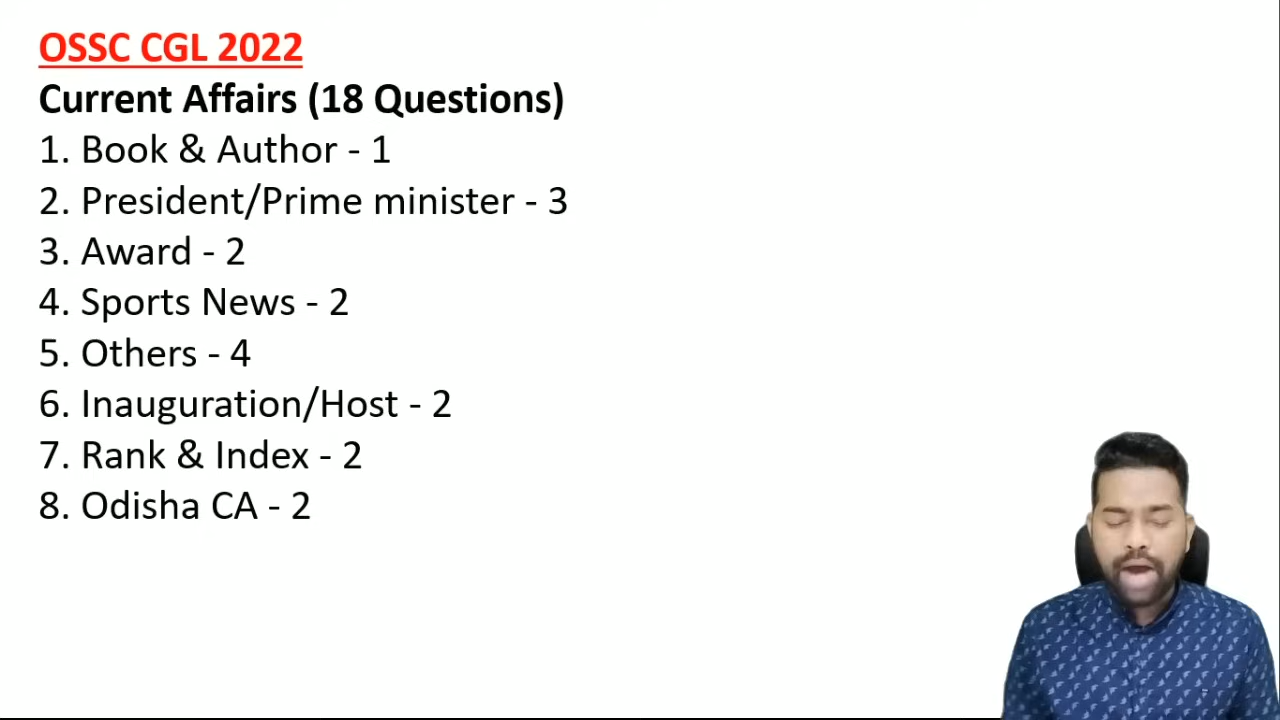 OSSC CGL 2022
Current Affairs (18 Questions)
1. Book & Author - 1
2. President/Prime minister - 3
3. Award - 2
4. Sports News - 2
5. Others - 4
6. Inauguration/Host - 2
7. Rank & Index - 2
8. Odisha CA - 2